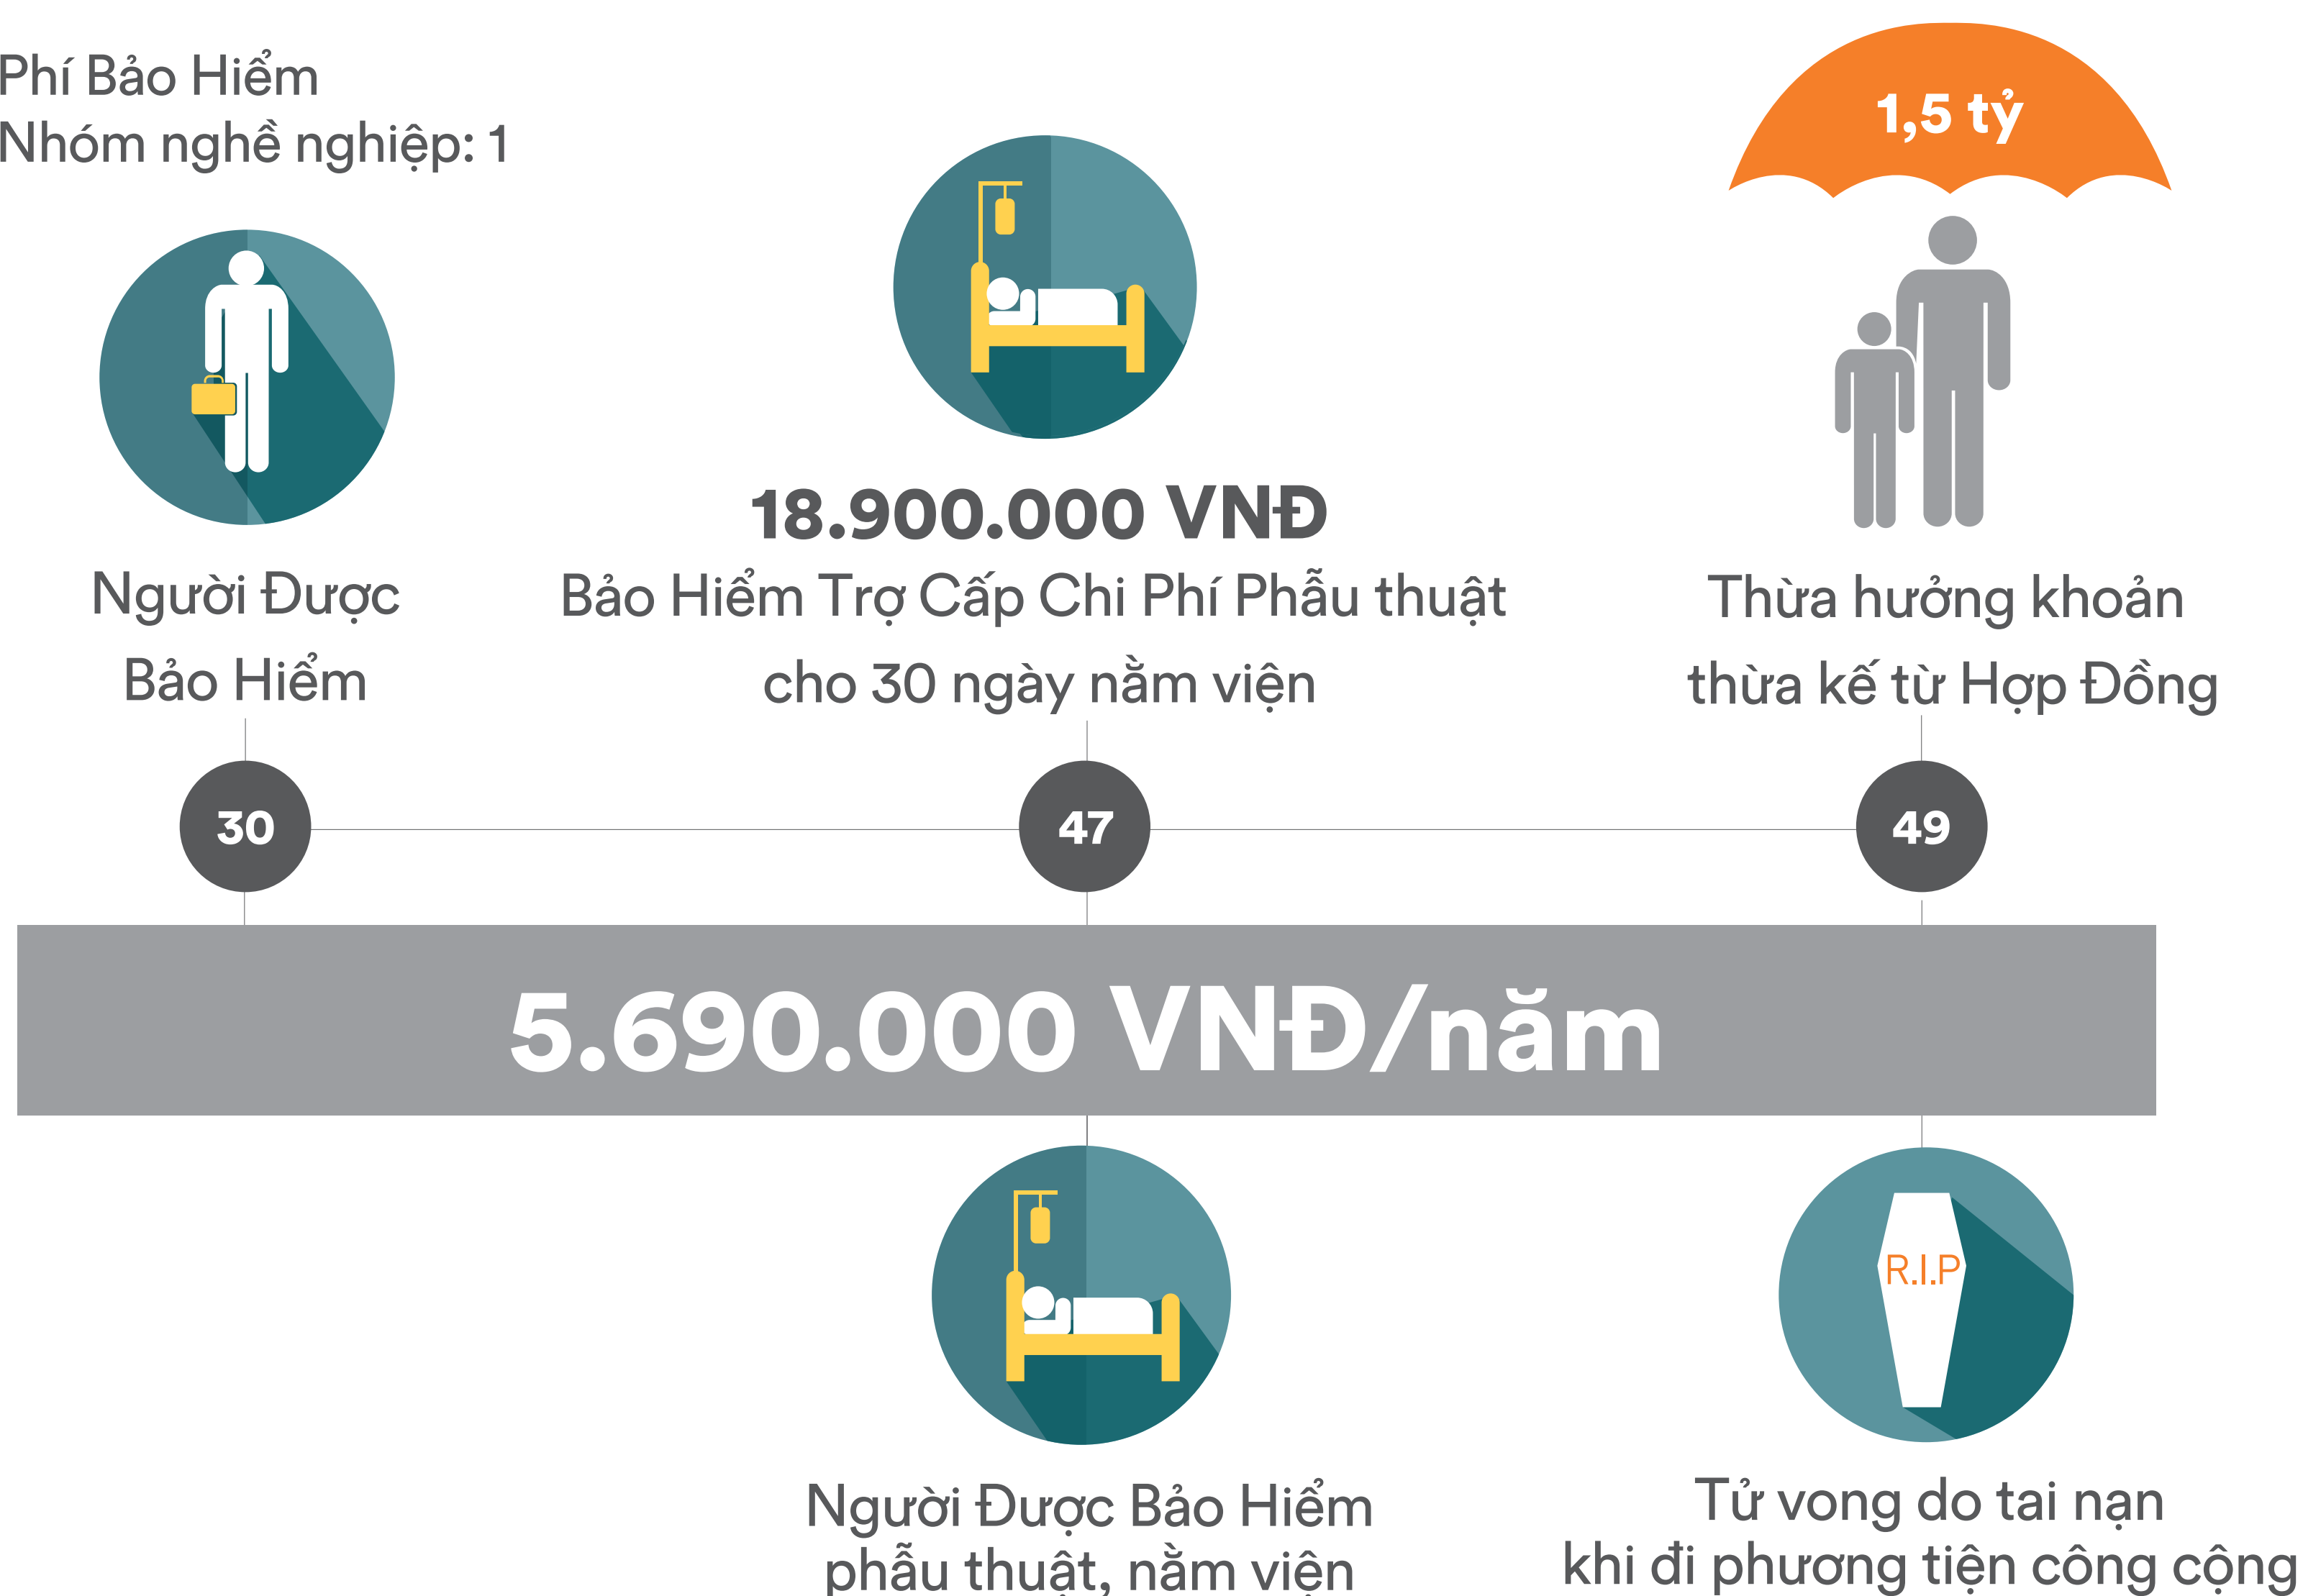 Phí Bảo Hiểm
Nhóm nghề nghiệp: 1
1,5 tỷ
18.900.000 VNĐ
Người Được
Bảo Hiểm
Bảo Hiểm Trợ Cấp Chi Phí Phẫu thuật
cho 30 ngày nằm viện
Thưa hưởng khoản
thừa kế từ Hợp Đồng
30
47
49
5.690.000 VNĐ/năm
R.I.P
Người Được Bảo Hiểm
phẫu thuật, nằm viện
Tử vong do tai nạn
khi đi phương tiện công cộng